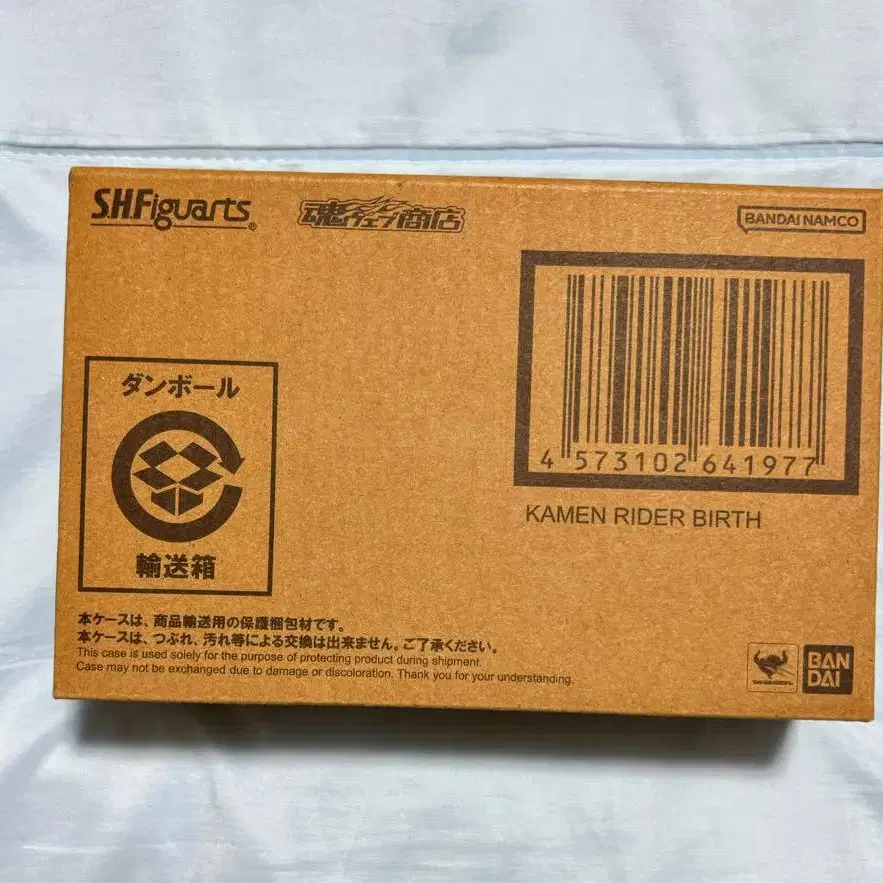 S.H.Figuarts®
魂ウェブ商店
BANDAI NAMCO
4 573102 641977
KAMEN RIDER BIRTH
ダンボール
輸送箱
本ケースは、商品輸送用の保護梱包材です。
本ケースは、つぶれ、汚れ等による交換は出来ません。ご了承ください。
This case is used solely for the purpose of protecting product during shipment.
Case may not be exchanged due to damage or discoloration. Thank you for your understanding.
BAN
DAI